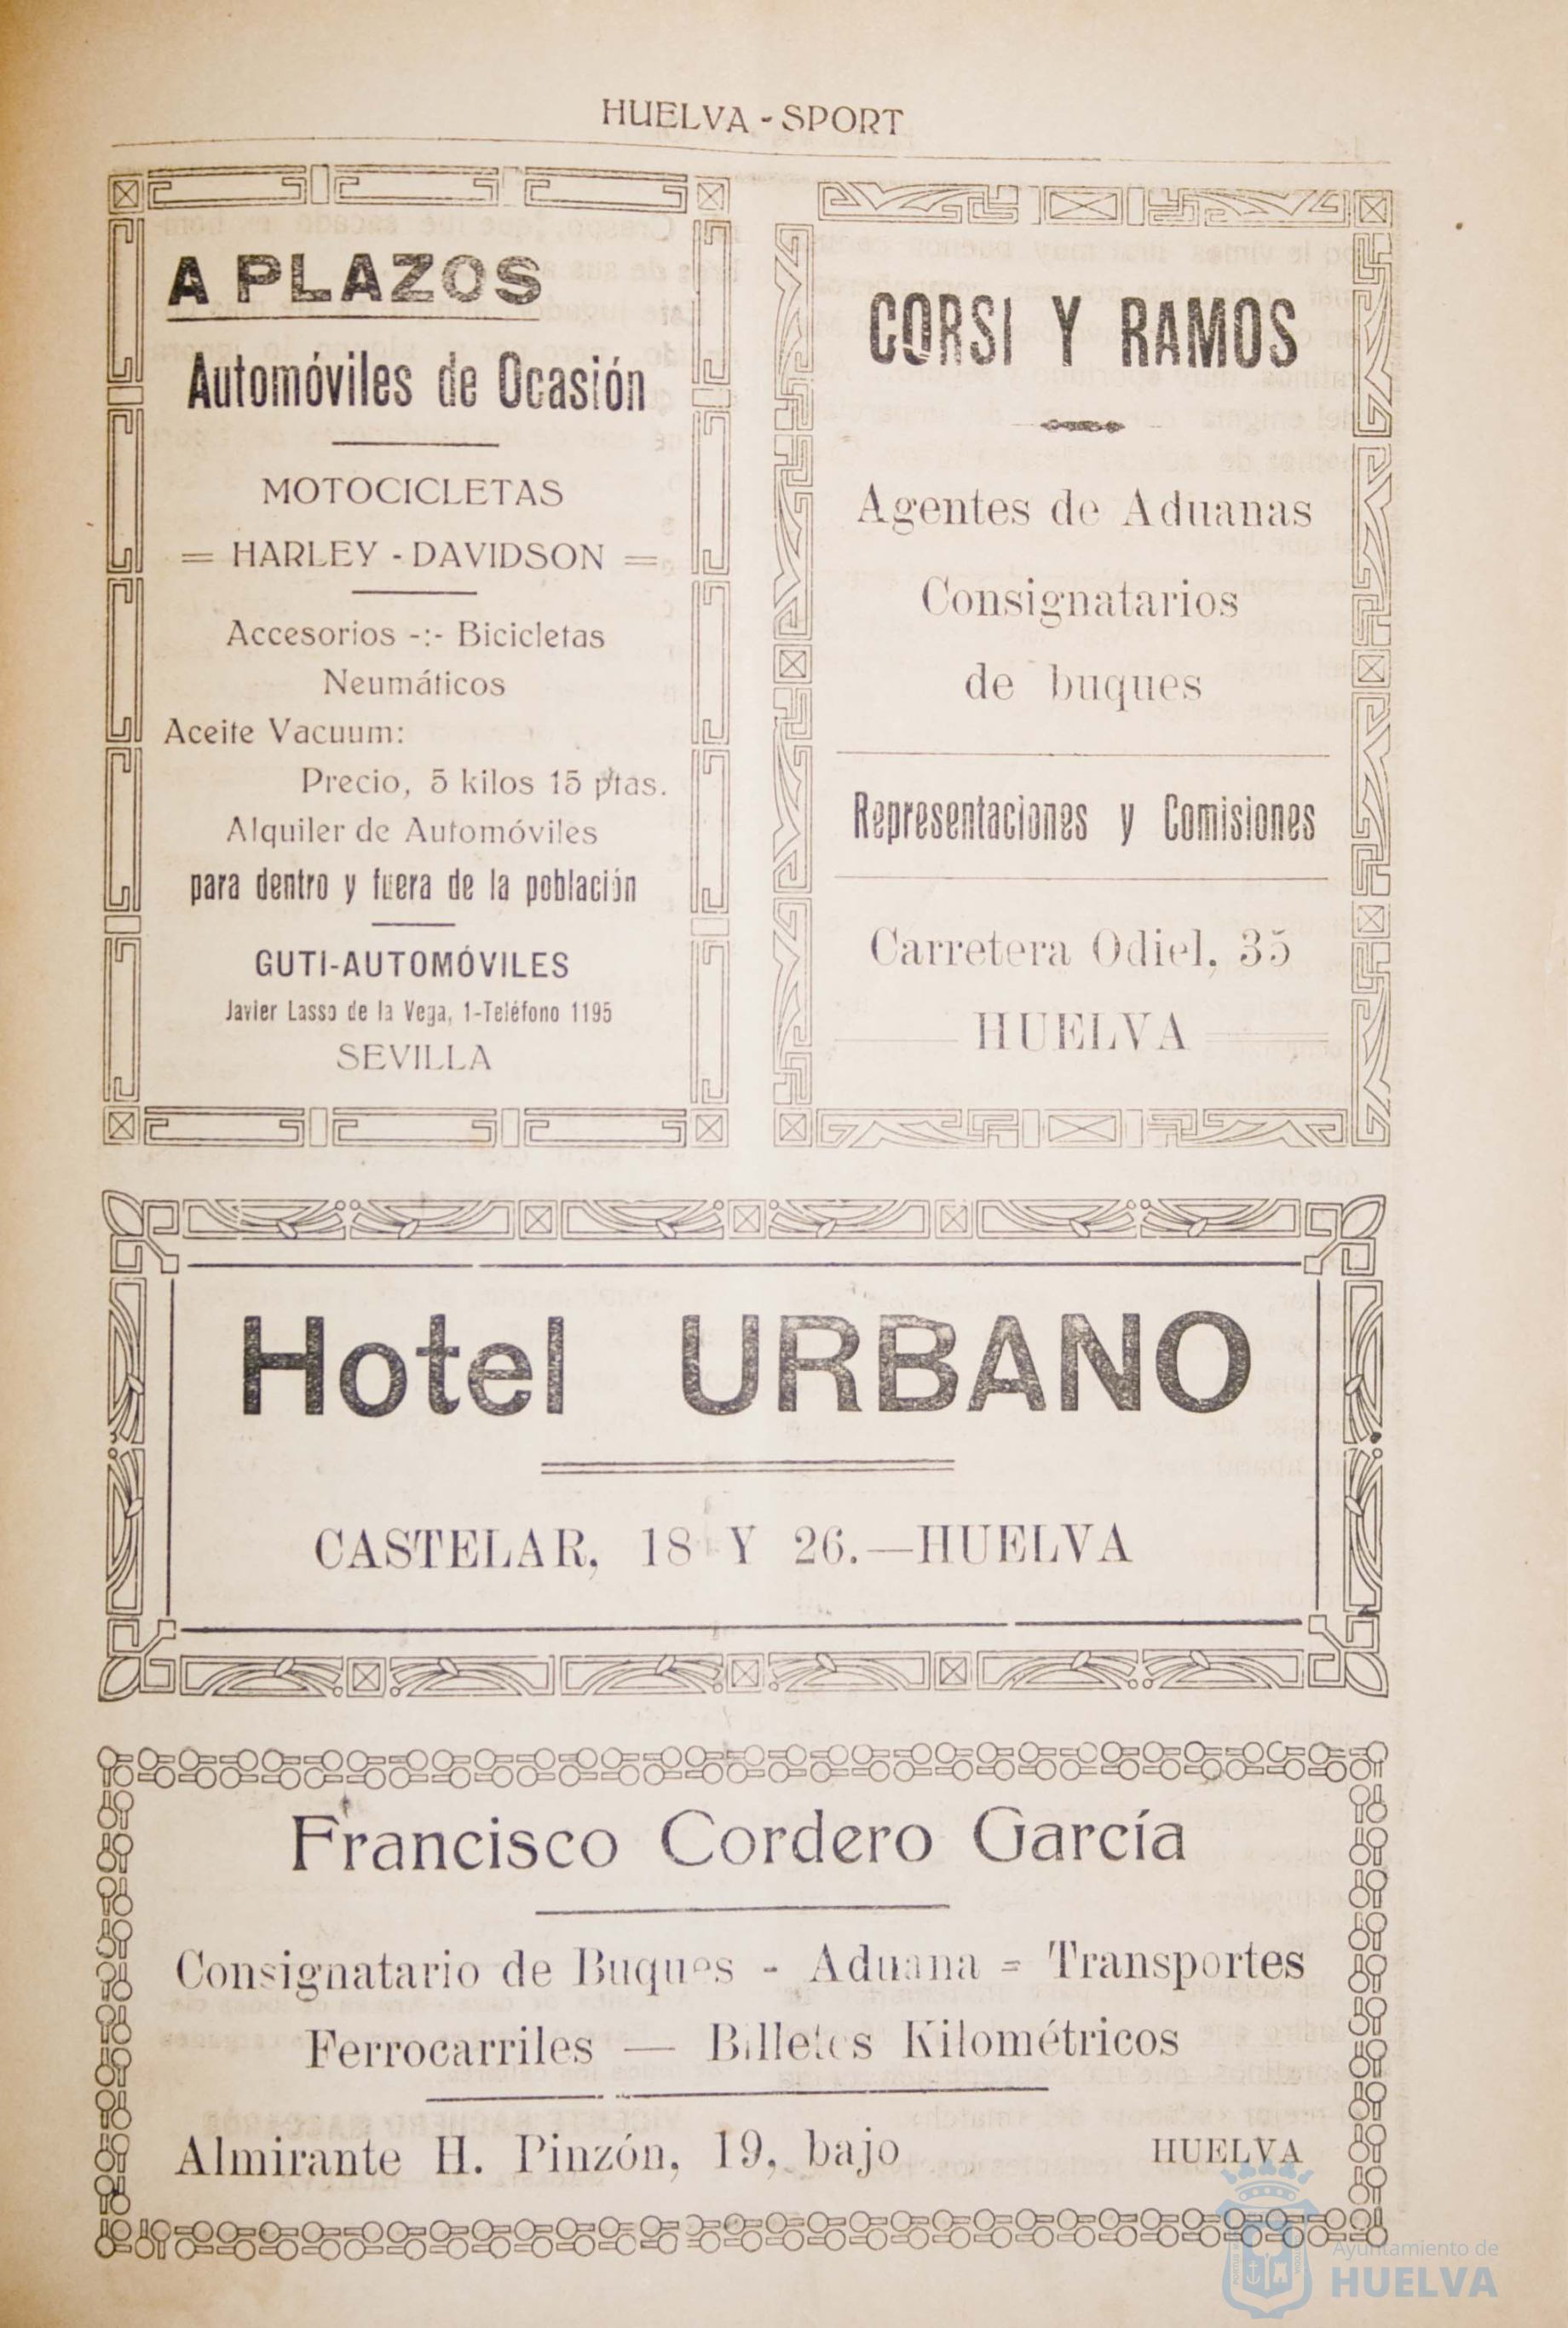 HUELVA - SPORT
A PLAZOS
Automóviles de Ocasión
MOTOCICLETAS
= HARLEY - DAVIDSON =
Accesorios -:- Bicicletas
Neumáticos
Aceite Vacuum:
Precio, 5 kilos 15 ptas.
Alquiler de Automóviles
para dentro y fuera de la población
GUTI-AUTOMÓVILES
Javier Lasso de la Vega, 1-Teléfono 1195
SEVILLA
CORSI Y RAMOS
Agentes de Aduanas
Consignatarios
de buques
Representaciones y Comisiones
Carretera Odiel, 35
HUELVA
Hotel URBANO
CASTELAR, 18 Y 26.—HUELVA
Francisco Cordero García
Consignatario de Buques - Aduana = Transportes
Ferrocarriles — Billetes Kilométricos
Almirante H. Pinzón, 19, bajo HUELVA
Ayuntamiento de
HUELVA